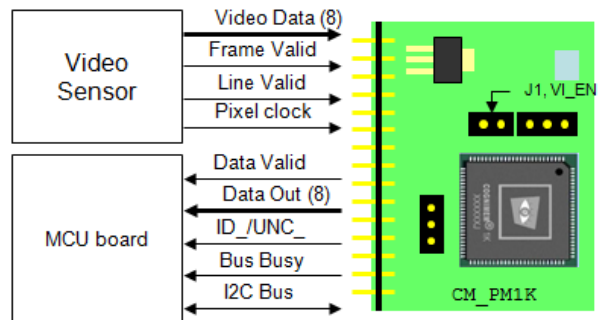 Video Data (8)
Frame Valid
Video
Sensor
Line Valid
Pixel clock
J1, VI_EN
Data Valid
Data Out (8)
MCU board
ID_/UNC_
Bus Busy
I2C Bus
CM_PM1K